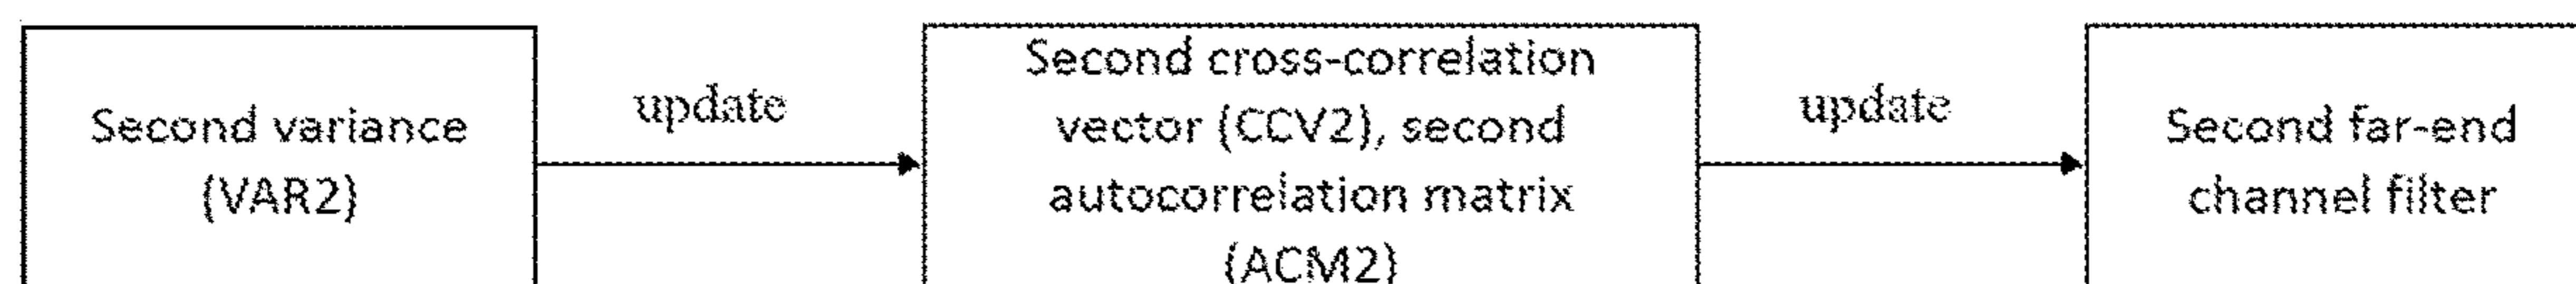 Second variance
(VAR2)
update
Second cross-correlation
vector (CCV2), second
autocorrelation matrix
(ACM2)
update
Second far-end
channel filter